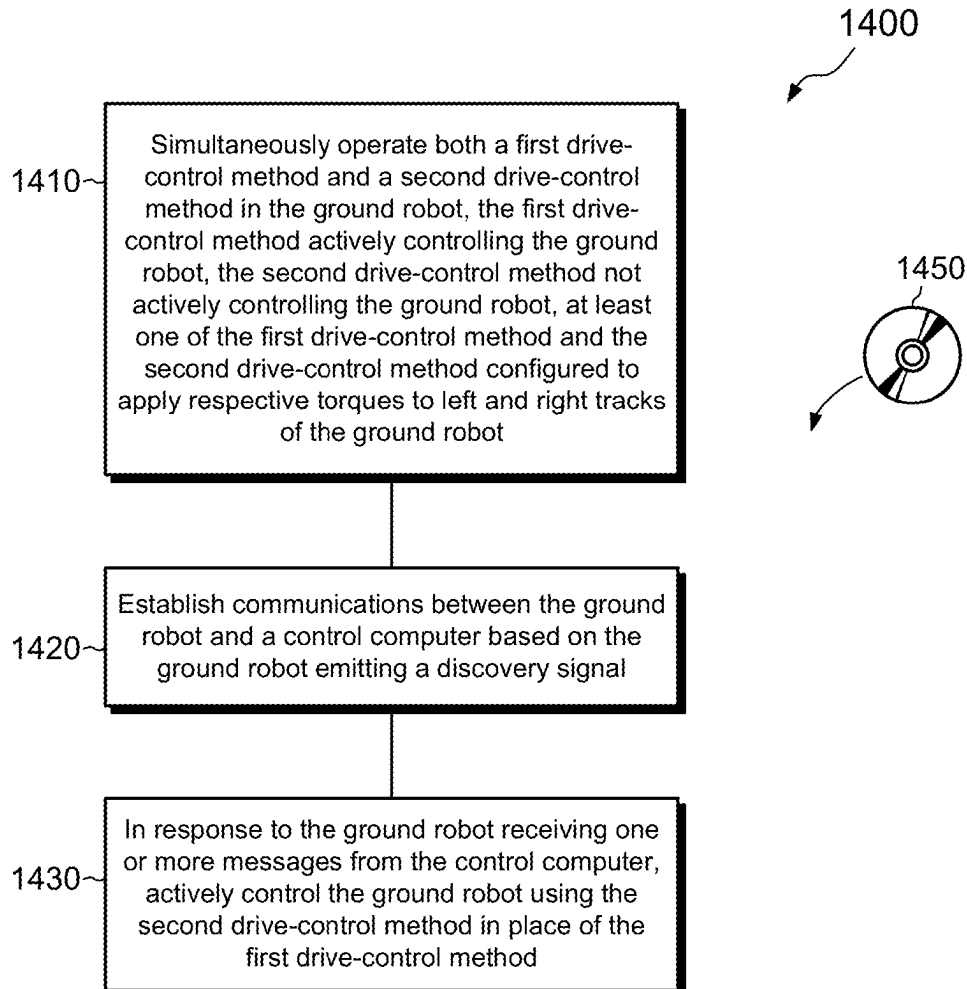 1400
1410
Simultaneously operate both a first drive-
control method and a second drive-control
method in the ground robot, the first drive-
control method actively controlling the ground
robot, the second drive-control method not
actively controlling the ground robot, at least
one of the first drive-control method and the
second drive-control method configured to
apply respective torques to left and right tracks
of the ground robot
1450
1420
Establish communications between the ground
robot and a control computer based on the
ground robot emitting a discovery signal
1430
In response to the ground robot receiving one
or more messages from the control computer,
actively control the ground robot using the
second drive-control method in place of the
first drive-control method